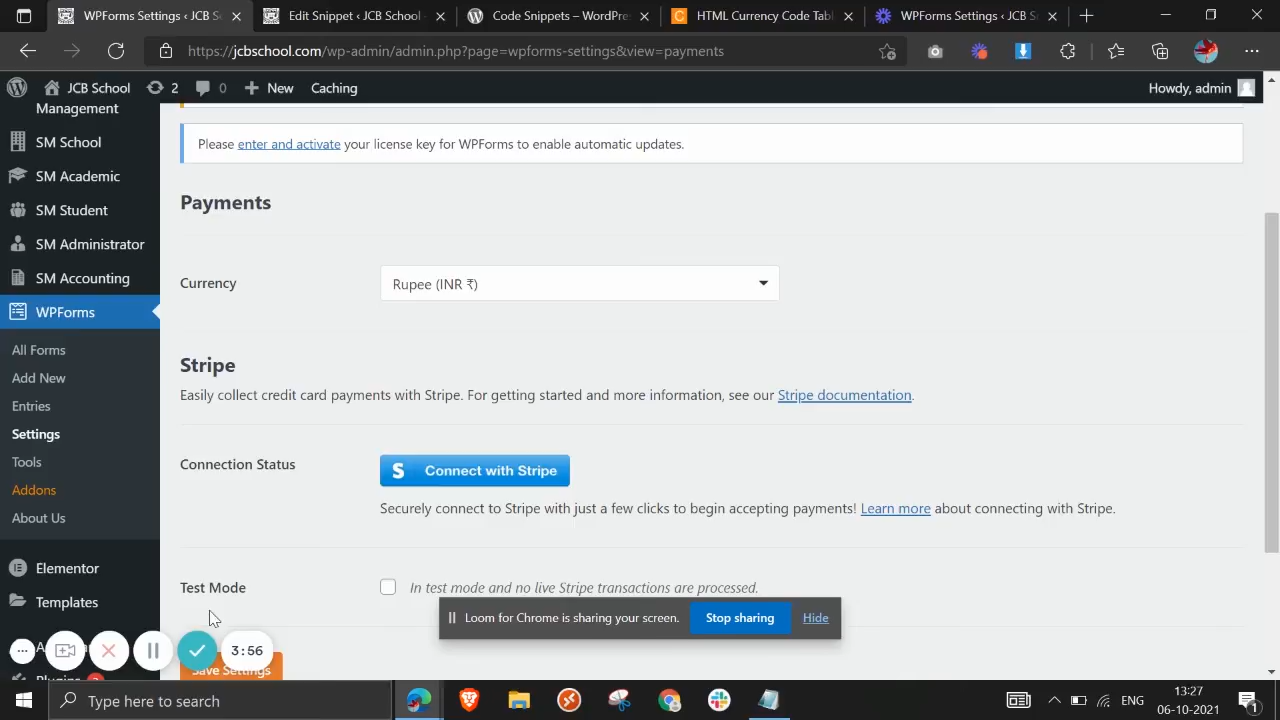 WPForms Settings ‹ JCB S
Edit Snippet ‹ JCB School -
Code Snippets – WordPre
HTML Currency Code Tabl
WPForms Settings ‹ JCB S
https://jcbschool.com/wp-admin/admin.php?page=wpforms-settings&view=payments
JCB School
2
0
New
Caching
Howdy, admin
Management
SM School
SM Academic
SM Student
SM Administrator
SM Accounting
WPForms
All Forms
Add New
Entries
Settings
Tools
Addons
About Us
Elementor
Templates
Please enter and activate your license key for WPForms to enable automatic updates.
Payments
Currency
Rupee (INR ₹)
Stripe
Easily collect credit card payments with Stripe. For getting started and more information, see our Stripe documentation.
Connection Status
S Connect with Stripe
Securely connect to Stripe with just a few clicks to begin accepting payments! Learn more about connecting with Stripe.
Test Mode
In test mode and no live Stripe transactions are processed.
Loom for Chrome is sharing your screen.
Stop sharing
Hide
3:56
Save Settings
Type here to search
ENG
13:27
06-10-2021
1